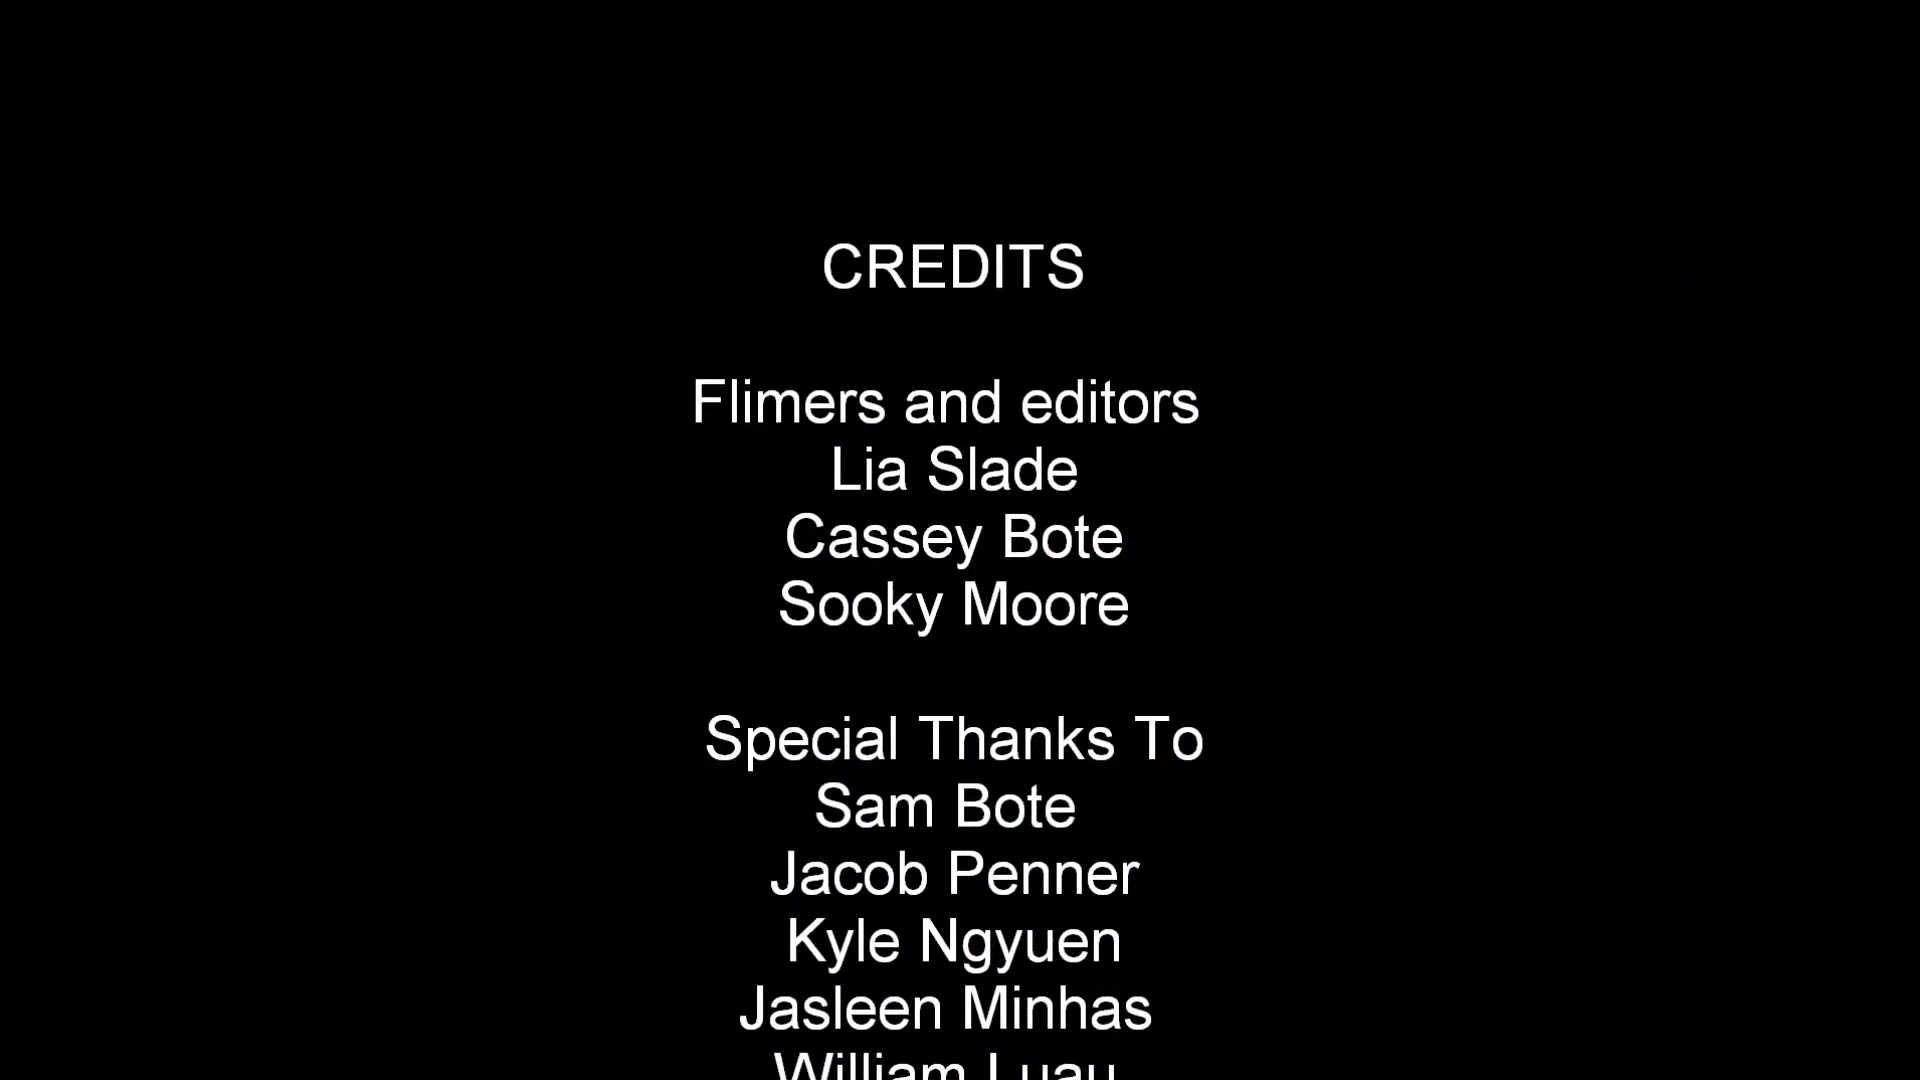 CREDITS
Flimers and editors
Lia Slade
Cassey Bote
Sooky Moore
Special Thanks To
Sam Bote
Jacob Penner
Kyle Ngyuen
Jasleen Minhas
William